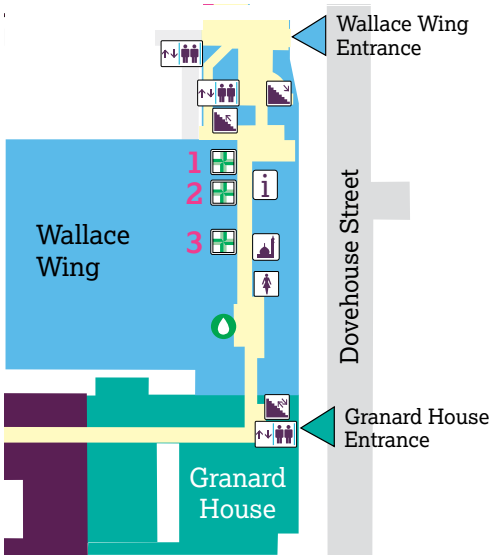 Wallace Wing
Entrance
1
2
i
3
Wallace
Wing
Dovehouse Street
Granard House
Entrance
Granard
House